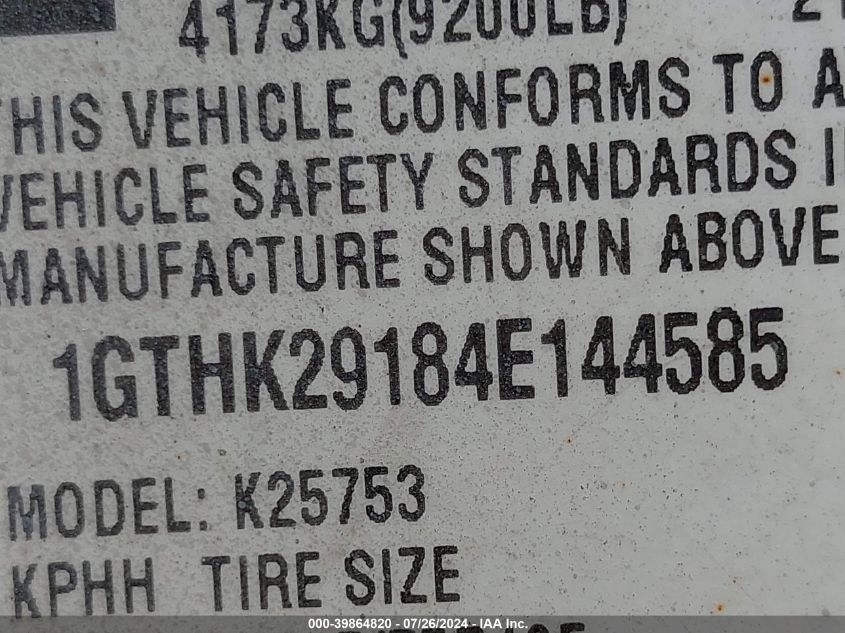 4173KG(9200LB)
THIS VEHICLE CONFORMS TO A
VEHICLE SAFETY STANDARDS I
MANUFACTURE SHOWN ABOVE
1GTHK29184E144585
MODEL: K25753
KPHH TIRE SIZE
000-39864820 / 07/26/2024 / IAA Inc.